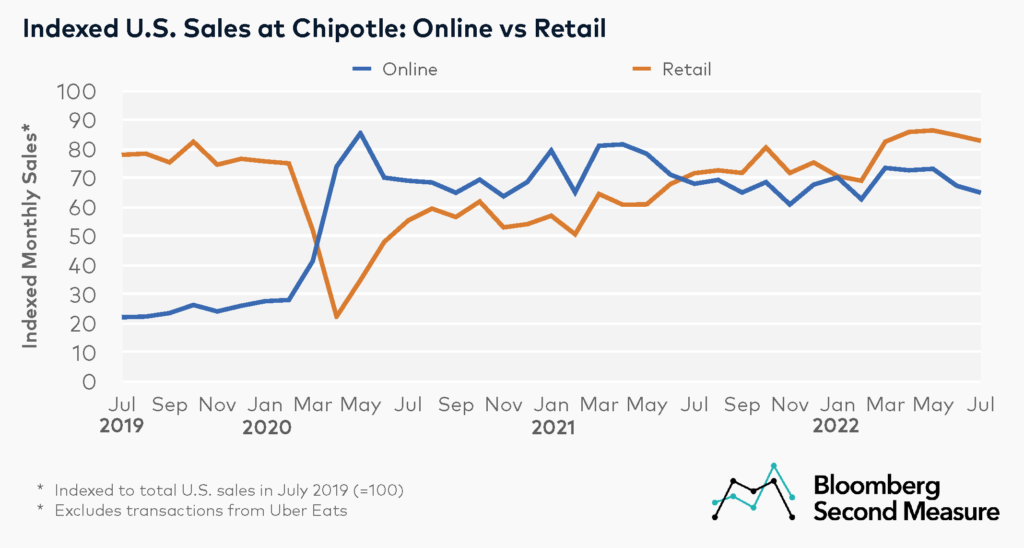 Indexed U.S. Sales at Chipotle: Online vs Retail
Online Retail
Indexed Monthly Sales*
100
90
80
70
60
50
40
30
20
10
0
Jul Sep Nov Jan Mar May Jul Sep Nov Jan Mar May Jul Sep Nov Jan Mar May Jul
2019 2020 2021 2022
* Indexed to total U.S. sales in July 2019 (=100)
* Excludes transactions from Uber Eats
Bloomberg
Second Measure